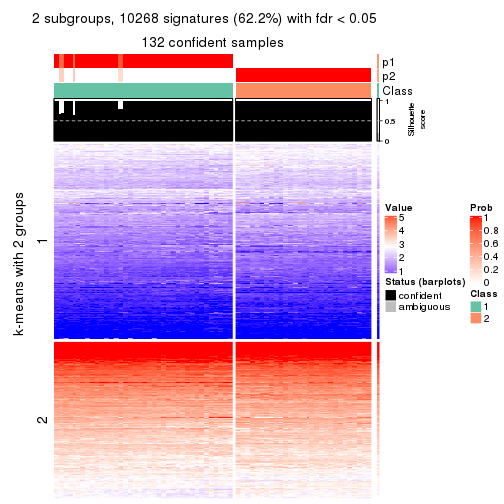 2 subgroups, 10268 signatures (62.2%) with fdr < 0.05
132 confident samples
p1
p2
Class
1
0.5
0
Silhouette
score
k-means with 2 groups
1
2
Value
5
4
3
2
1
Status (barplots)
confident
ambiguous
Prob
1
0.8
0.6
0.4
0.2
0
Class
1
2